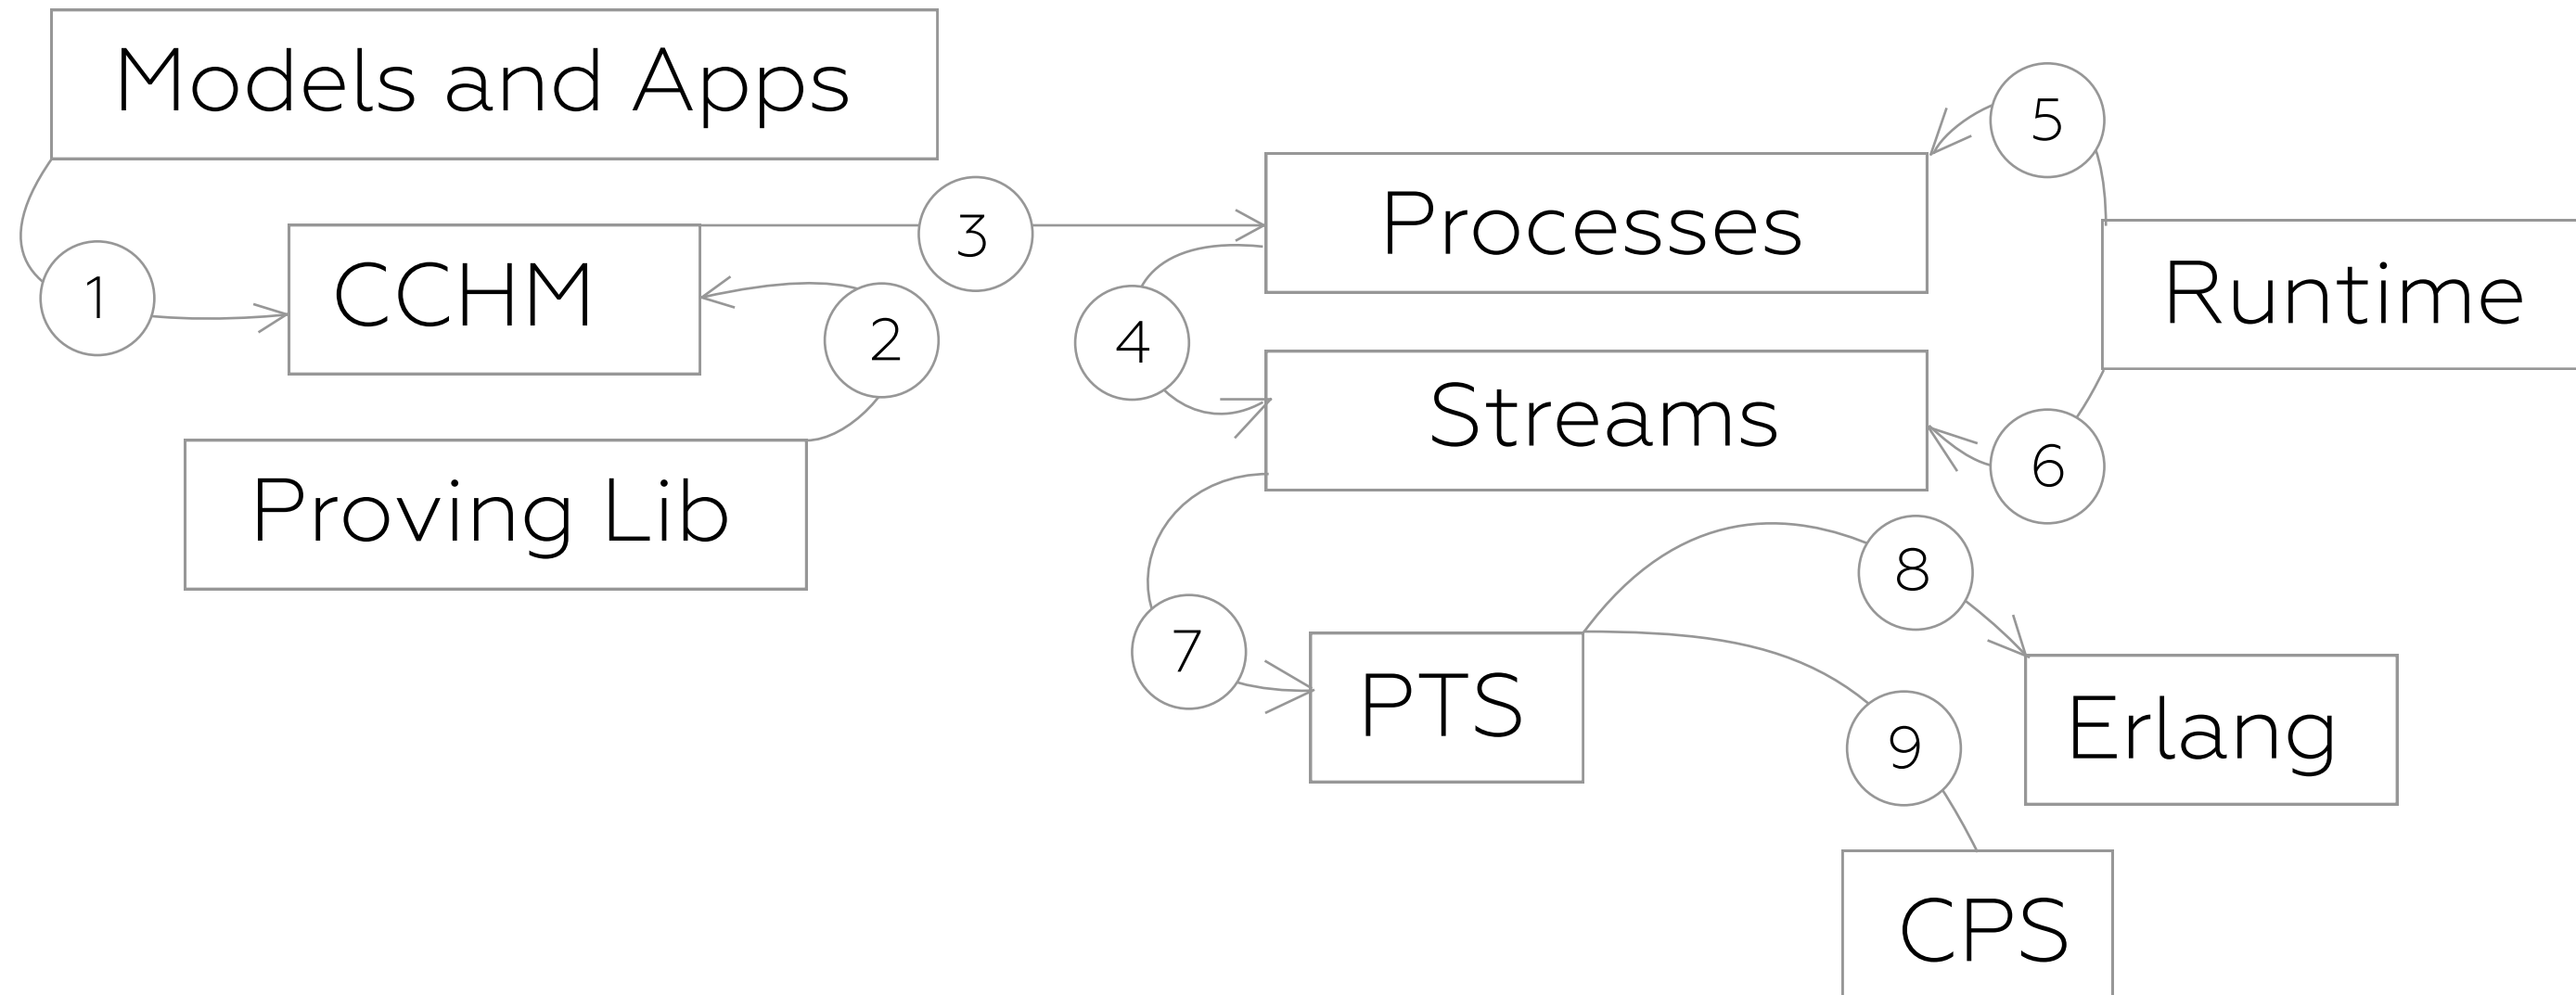 Models and Apps
5
Processes
3
Runtime
CCHM
1
2
4
Streams
6
Proving Lib
8
7
PTS
Erlang
9
CPS